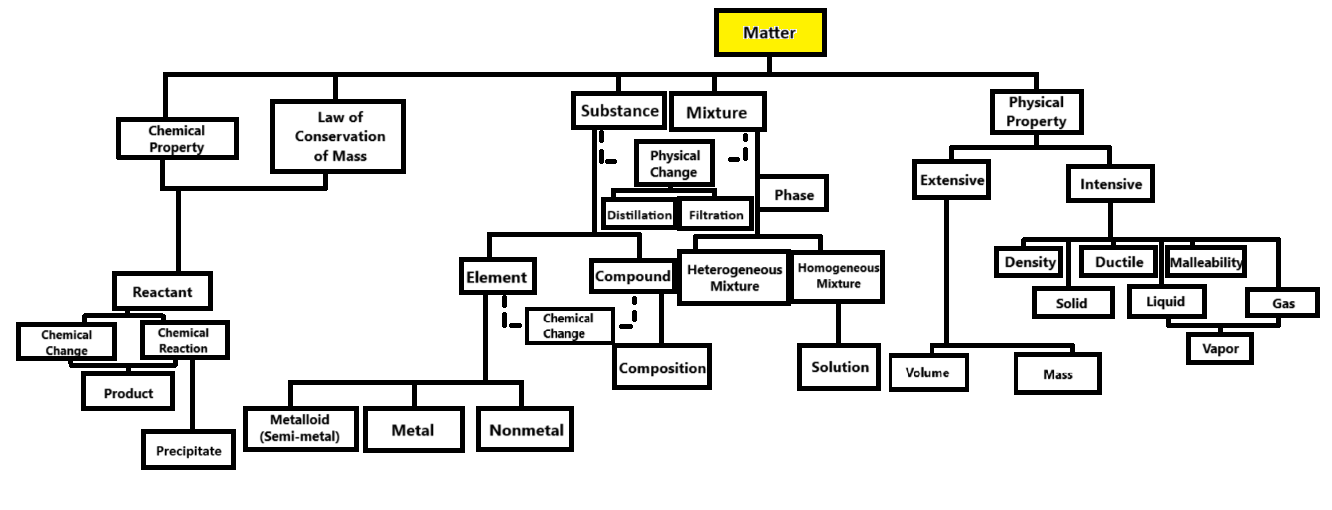 Matter
Substance
Mixture
Physical
Property
Law of
Conservation
of Mass
Chemical
Property
Physical
Change
Phase
Extensive
Intensive
Distillation
Filtration
Element
Compound
Heterogeneous
Mixture
Homogeneous
Mixture
Density
Ductile
Malleability
Solid
Liquid
Gas
Reactant
Chemical
Change
Chemical
Reaction
Chemical
Change
Vapor
Composition
Solution
Volume
Mass
Product
Metalloid
(Semi-metal)
Metal
Nonmetal
Precipitate